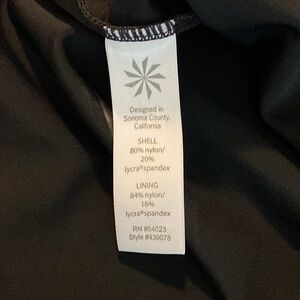 Designed in
Sonoma County,
California
SHELL
80% nylon/
20%
lycra®spandex
LINING
84% nylon/
16%
lycra®spandex
RN #54023
Style #439078